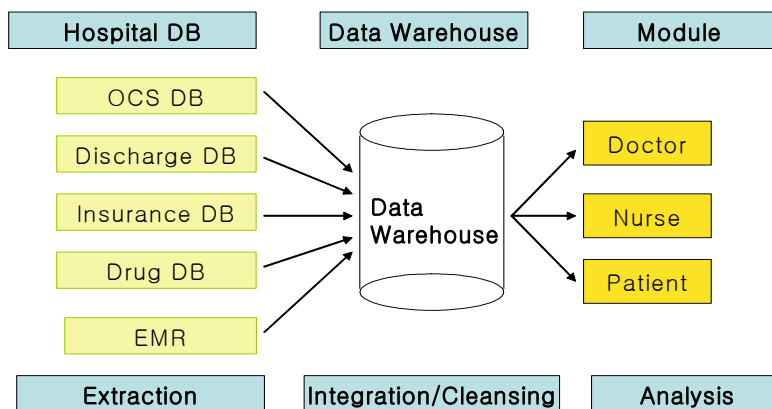 Hospital DB
Data Warehouse
Module
OCS DB
Discharge DB
Insurance DB
Drug DB
EMR
Data
Warehouse
Doctor
Nurse
Patient
Extraction
Integration/Cleansing
Analysis